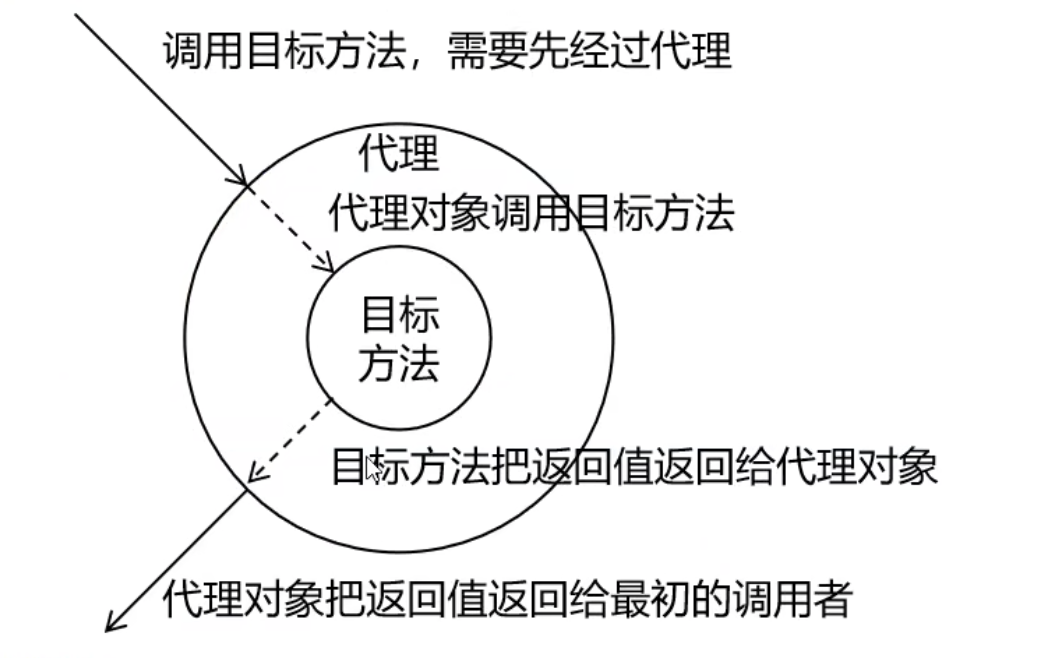 调用目标方法，需要先经过代理
代理
代理对象调用目标方法
目标
方法
目标方法把返回值返回给代理对象
代理对象把返回值返回给最初的调用者